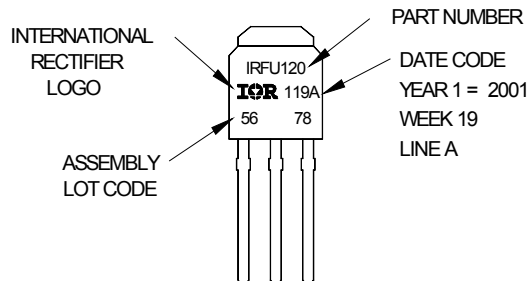 INTERNATIONAL
RECTIFIER
LOGO
ASSEMBLY
LOT CODE
IRFU120
IOR 119A
56 78
PART NUMBER
DATE CODE
YEAR 1 = 2001
WEEK 19
LINE A